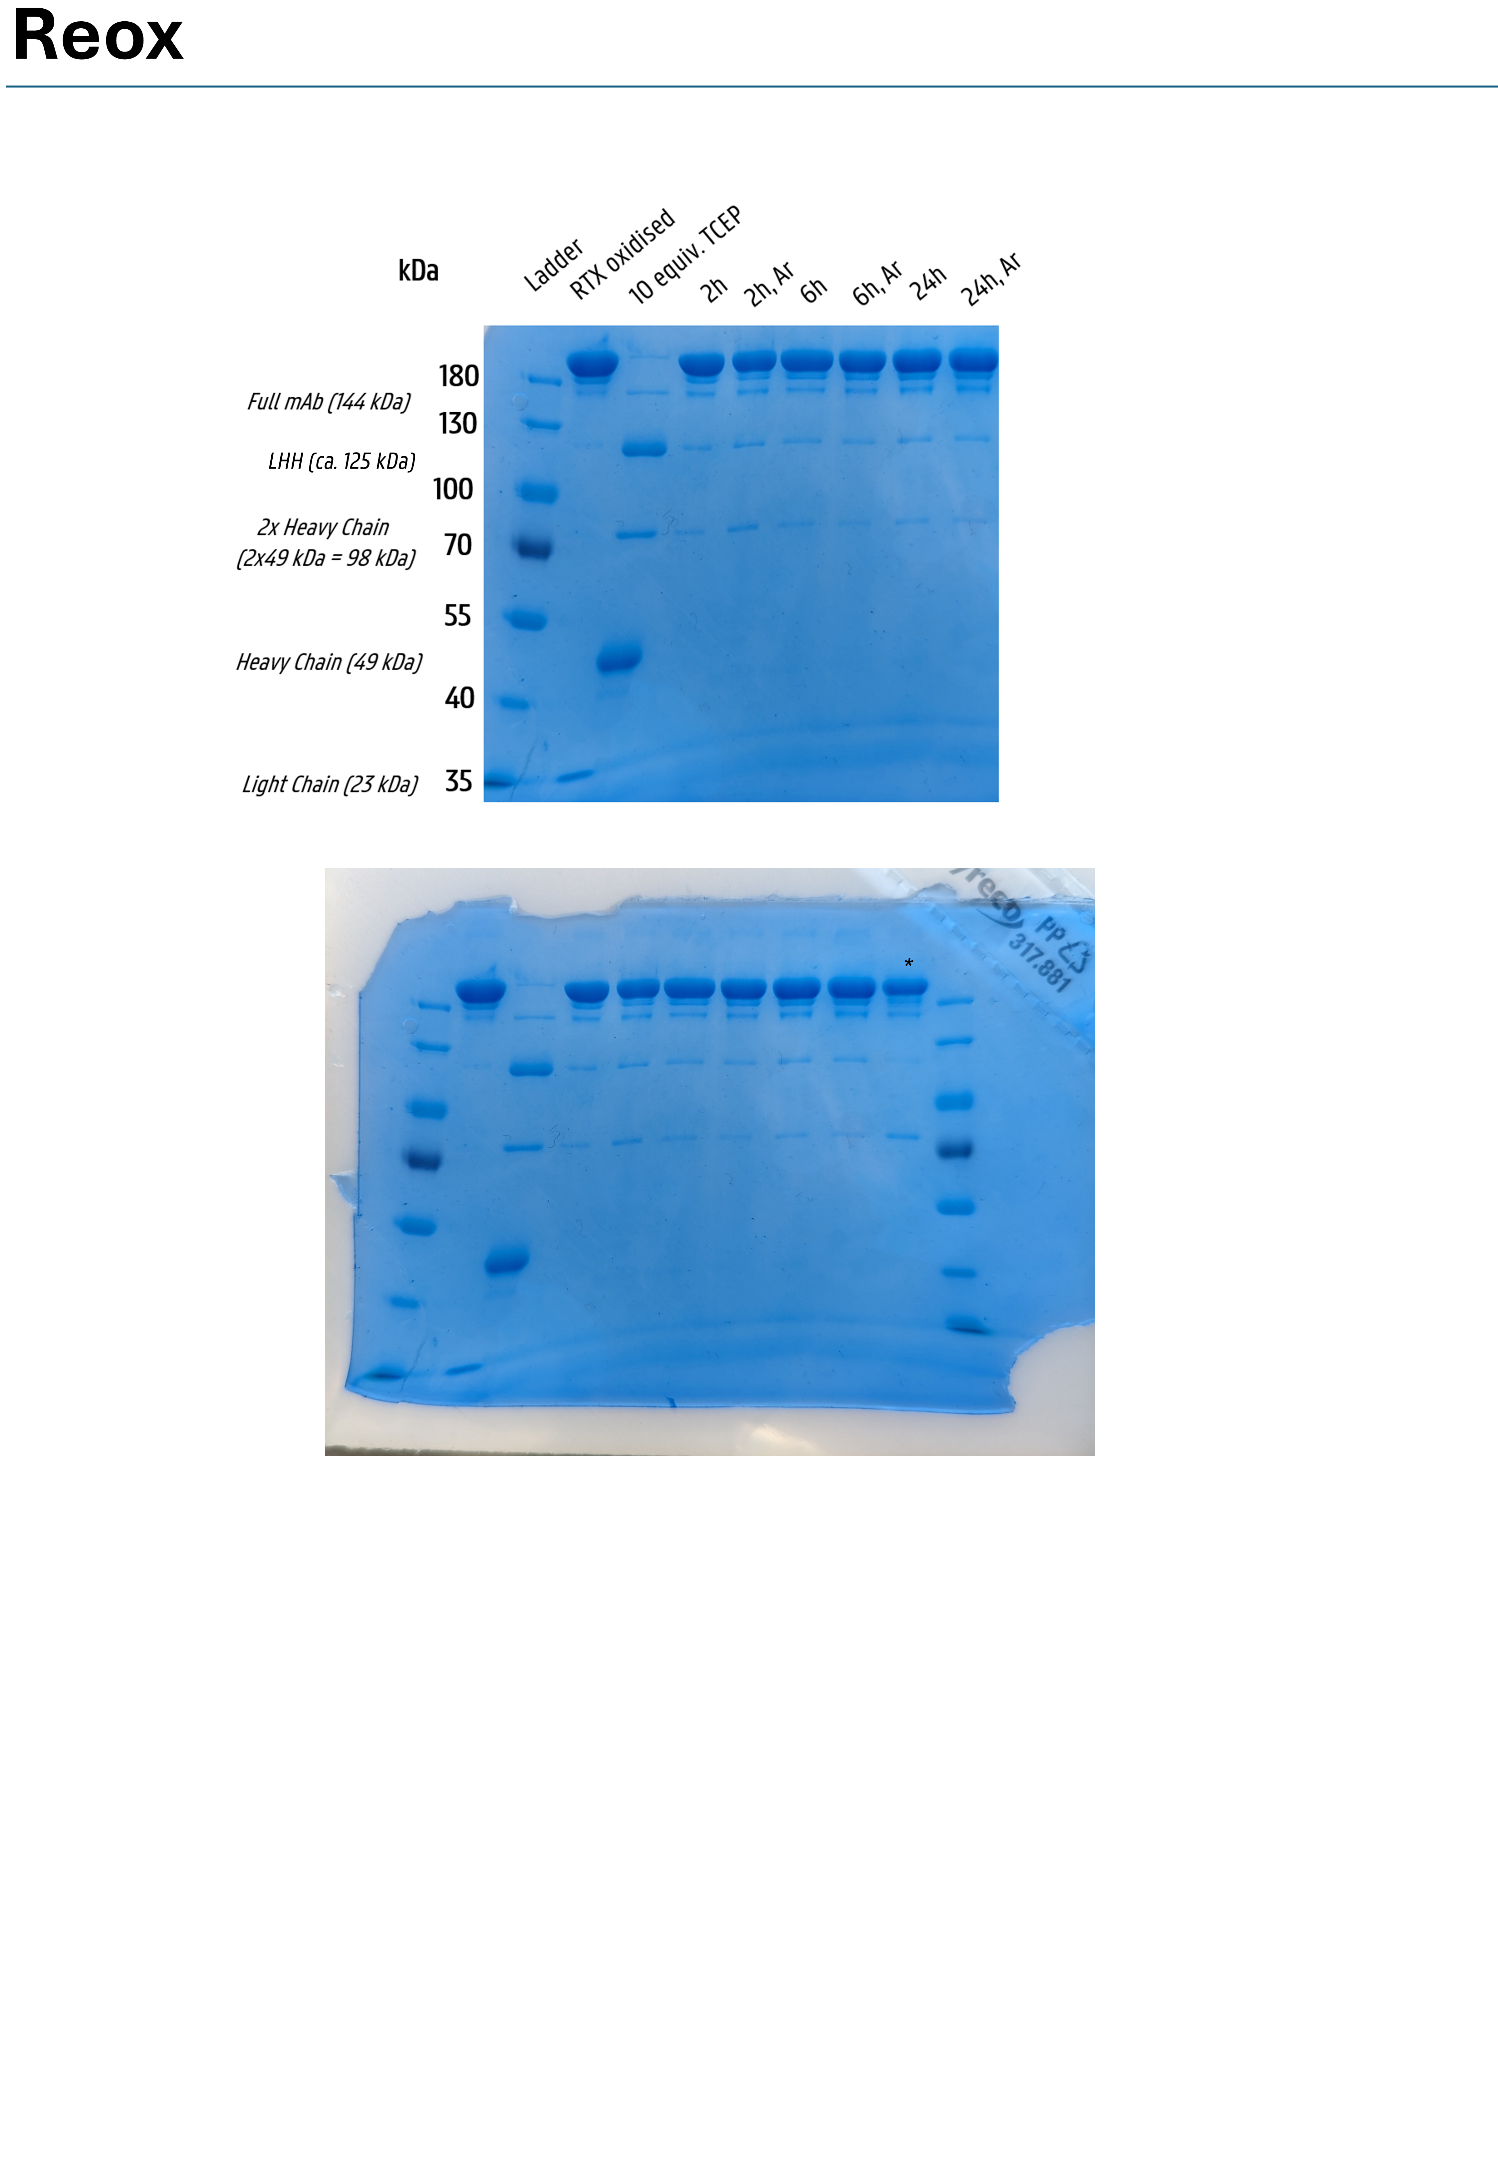 Reox
kDa
Ladder
RTX oxidised
10 equiv. TCEP
2h
2h, Ar
6h
6h, Ar
24h
24h, Ar
180
Full mAb (144 kDa)
130
LHH (ca. 125 kDa)
100
2x Heavy Chain
(2x49 kDa = 98 kDa)
70
55
Heavy Chain (49 kDa)
40
Light Chain (23 kDa)
35
*
yreco
PP
317.881